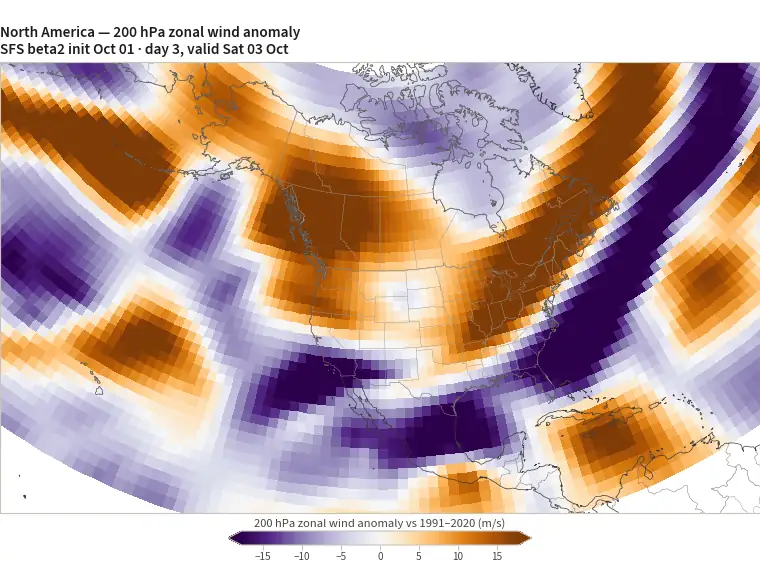 North America — 200 hPa zonal wind anomaly
SFS beta2 init Oct 01 · day 3, valid Sat 03 Oct
200 hPa zonal wind anomaly vs 1991–2020 (m/s)
−15 −10 −5 0 5 10 15